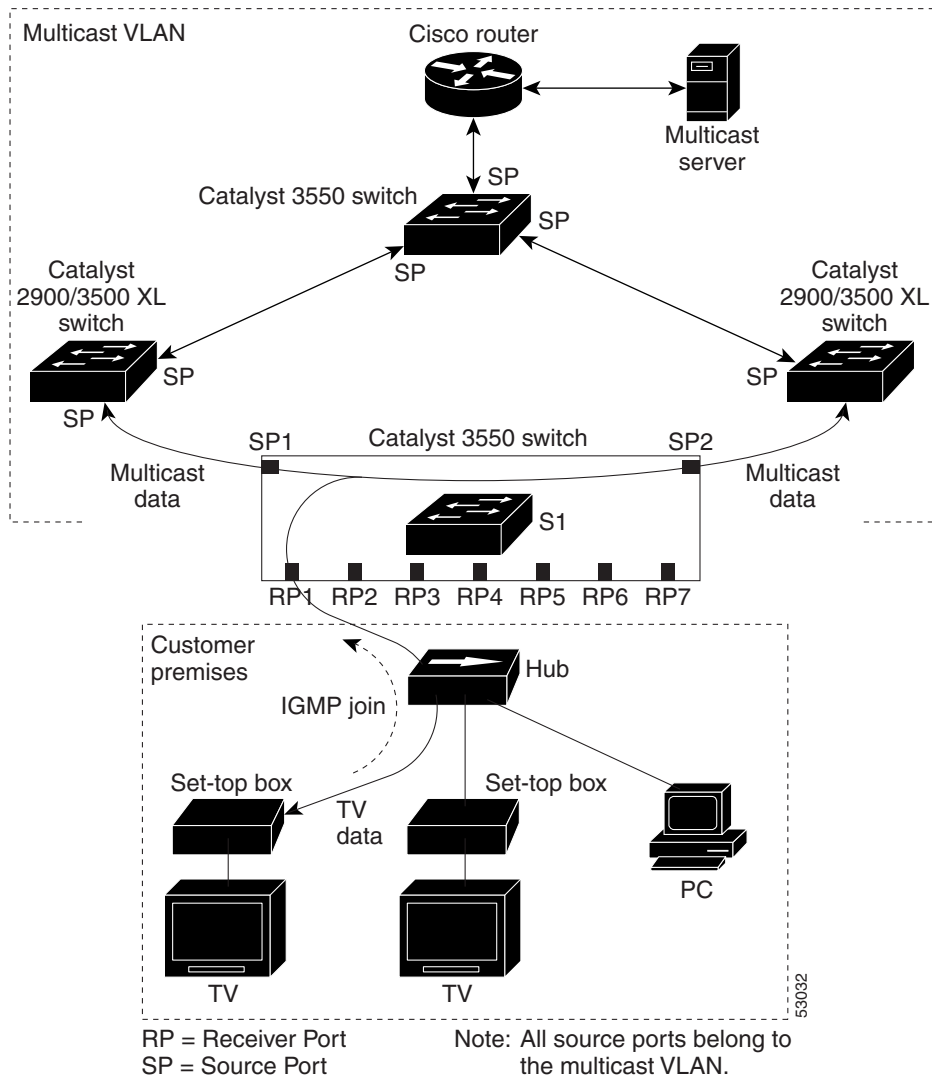 Multicast VLAN
Cisco router
Multicast
server
SP
Catalyst 3550 switch
SP
SP
Catalyst
2900/3500 XL
switch
Catalyst
2900/3500 XL
switch
SP
SP
SP
SP1
Catalyst 3550 switch
SP2
Multicast
data
Multicast
data
S1
RP1 RP2 RP3 RP4 RP5 RP6 RP7
Customer
premises
Hub
IGMP join
Set-top box
Set-top box
TV
data
PC
TV
TV
53032
RP = Receiver Port
SP = Source Port
Note: All source ports belong to
the multicast VLAN.